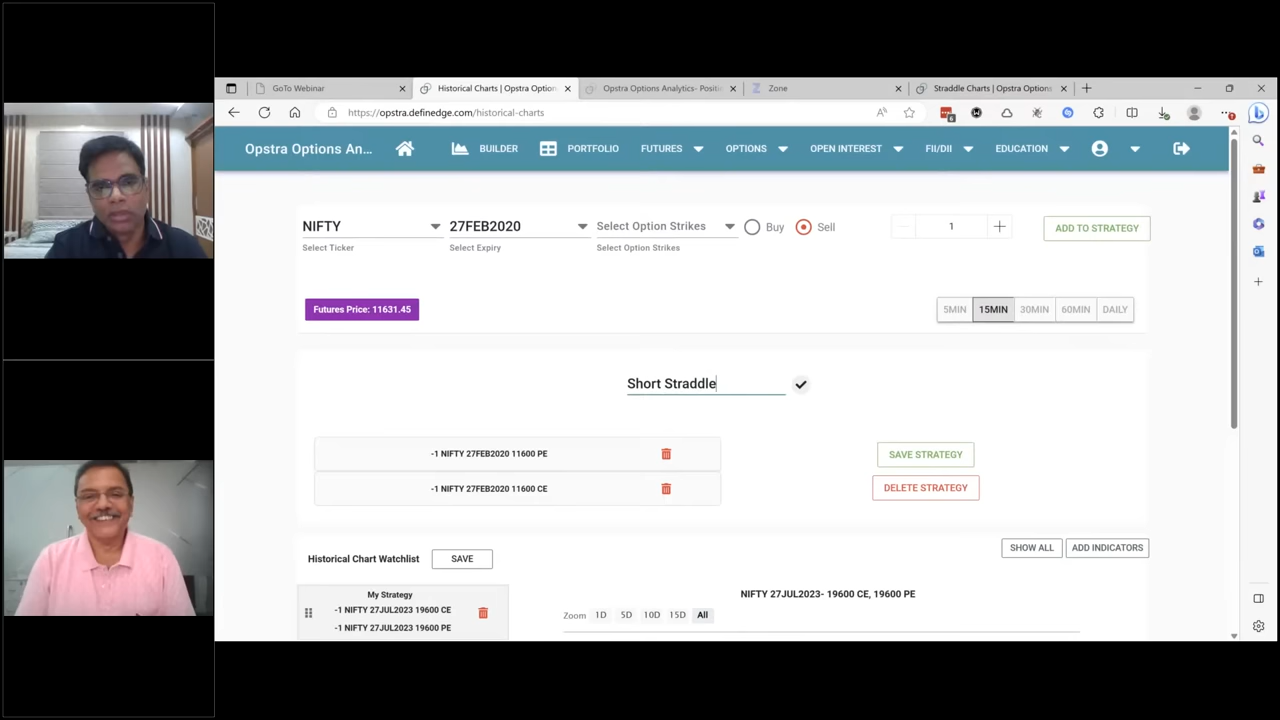 GoTo Webinar
Historical Charts | Opstra Option
Opstra Options Analytics- Positi
Zone
Straddle Charts | Opstra Options
https://opstra.definedge.com/historical-charts
Opstra Options An...
BUILDER
PORTFOLIO
FUTURES
OPTIONS
OPEN INTEREST
FII/DII
EDUCATION
NIFTY
27FEB2020
Select Option Strikes
Buy
Sell
1
ADD TO STRATEGY
Select Ticker
Select Expiry
Select Option Strikes
Futures Price: 11631.45
5MIN
15MIN
30MIN
60MIN
DAILY
Short Straddle
-1 NIFTY 27FEB2020 11600 PE
SAVE STRATEGY
-1 NIFTY 27FEB2020 11600 CE
DELETE STRATEGY
Historical Chart Watchlist
SAVE
SHOW ALL
ADD INDICATORS
My Strategy
-1 NIFTY 27JUL2023 19600 CE
-1 NIFTY 27JUL2023 19600 PE
NIFTY 27JUL2023- 19600 CE, 19600 PE
Zoom
1D
5D
10D
15D
All